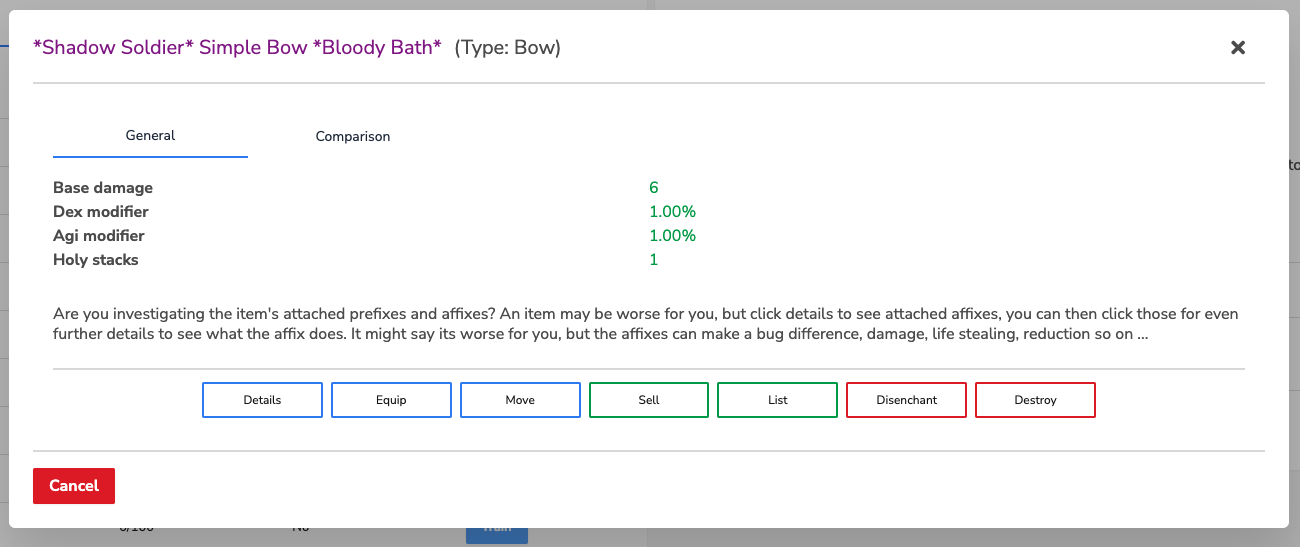 *Shadow Soldier* Simple Bow *Bloody Bath* (Type: Bow)
General
Comparison
Base damage 6
Dex modifier 1.00%
Agi modifier 1.00%
Holy stacks 1
Are you investigating the item's attached prefixes and affixes? An item may be worse for you, but click details to see attached affixes, you can then click those for even
further details to see what the affix does. It might say its worse for you, but the affixes can make a bug difference, damage, life stealing, reduction so on ...
Details Equip Move Sell List Disenchant Destroy
Cancel